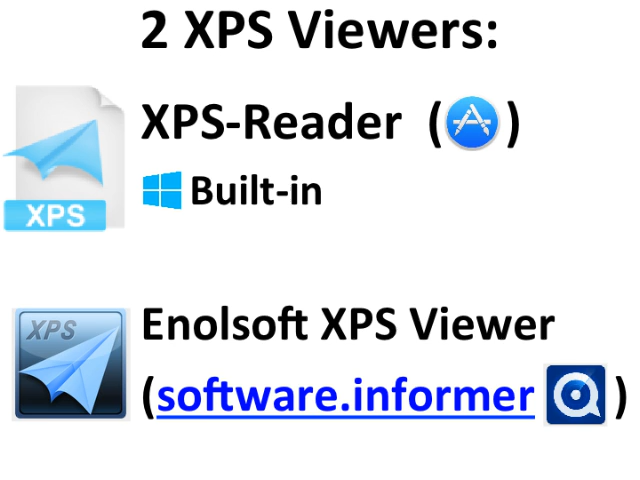 2 XPS Viewers:
XPS-Reader ( )
XPS
Built-in
XPS
Enolsoft XPS Viewer
(software.informer )